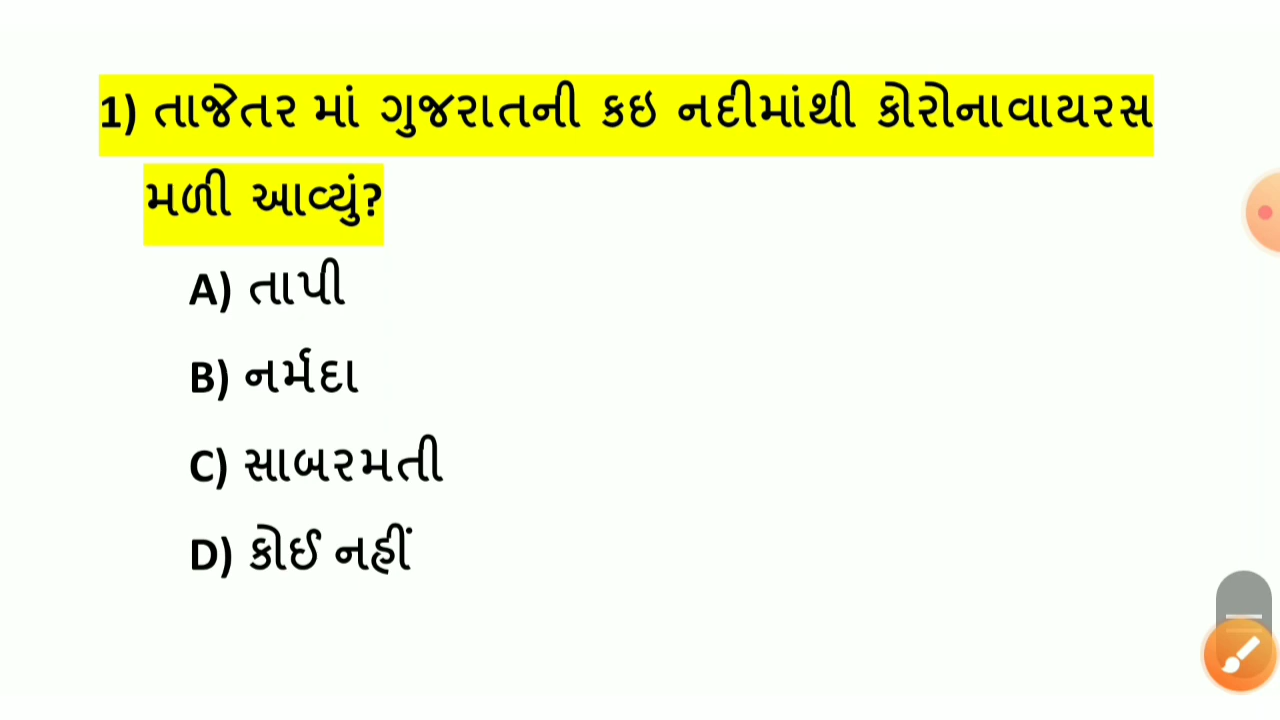 1) તાજેતર માં ગુજરાતની કઇ નદીમાંથી કોરોનાવાયરસ
મળી આવ્યું?
A) તાપી
B) નર્મદા
C) સાબરમતી
D) કોઈ નહીં